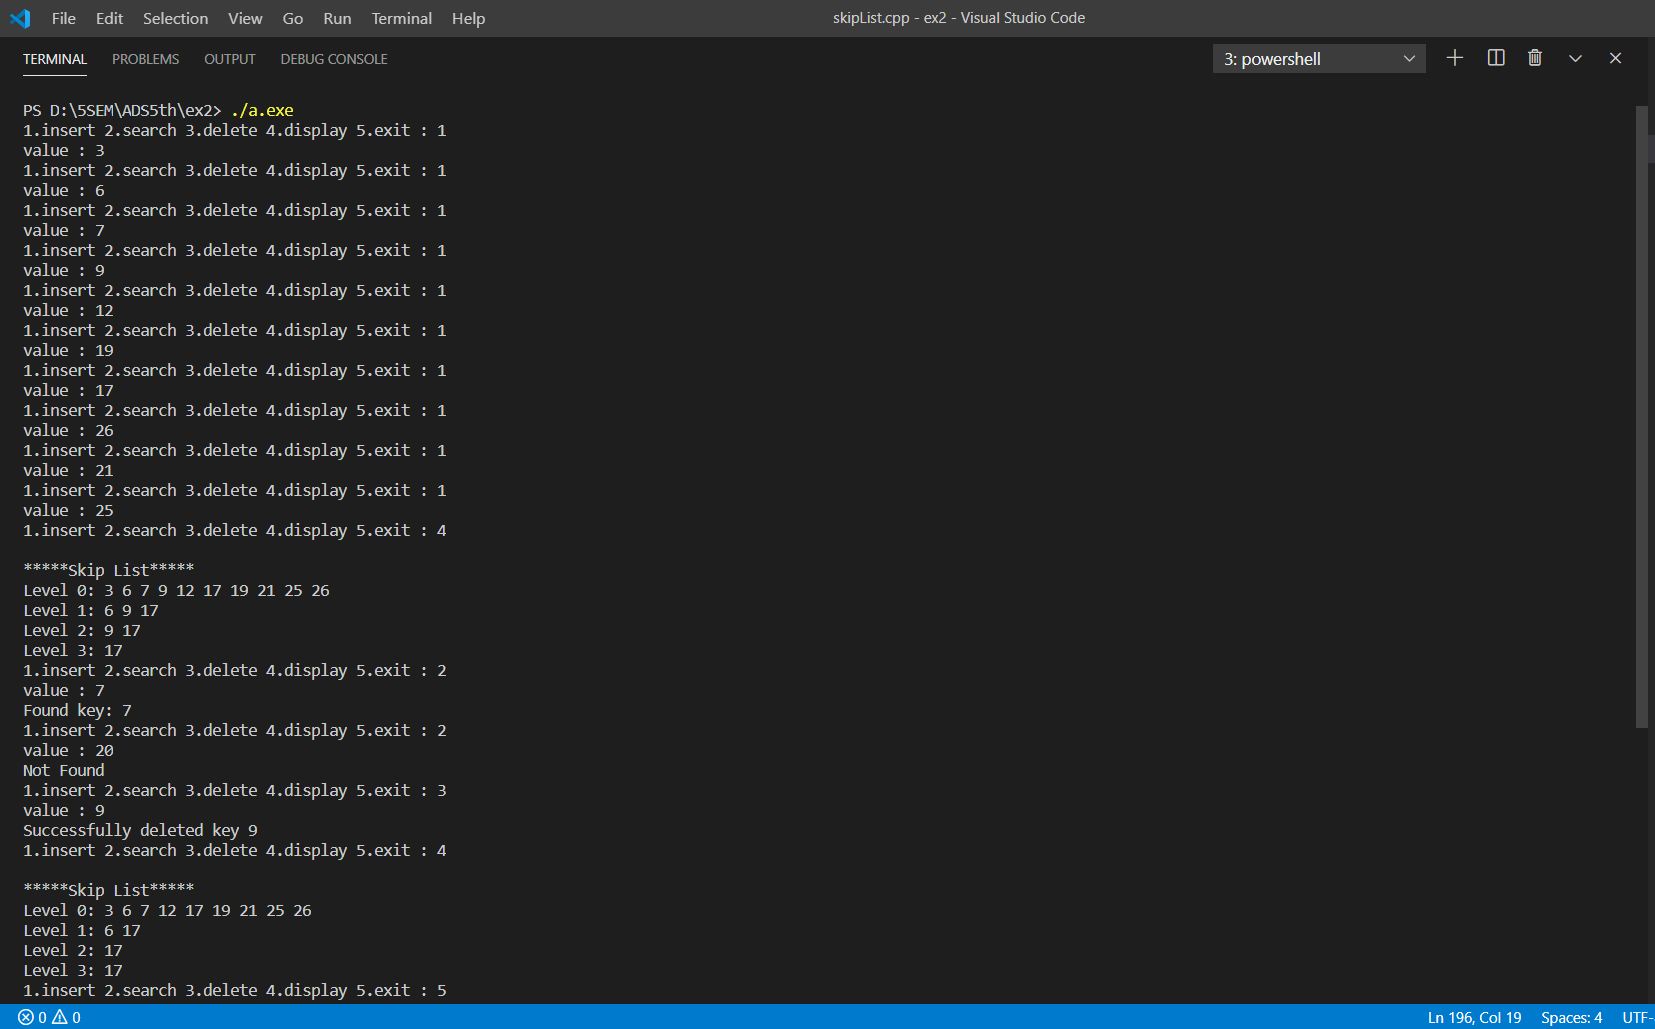 File Edit Selection View Go Run Terminal Help skipList.cpp - ex2 - Visual Studio Code
TERMINAL PROBLEMS OUTPUT DEBUG CONSOLE 3: powershell
PS D:\5SEM\ADS5th\ex2> ./a.exe
1.insert 2.search 3.delete 4.display 5.exit : 1
value : 3
1.insert 2.search 3.delete 4.display 5.exit : 1
value : 6
1.insert 2.search 3.delete 4.display 5.exit : 1
value : 7
1.insert 2.search 3.delete 4.display 5.exit : 1
value : 9
1.insert 2.search 3.delete 4.display 5.exit : 1
value : 12
1.insert 2.search 3.delete 4.display 5.exit : 1
value : 19
1.insert 2.search 3.delete 4.display 5.exit : 1
value : 17
1.insert 2.search 3.delete 4.display 5.exit : 1
value : 26
1.insert 2.search 3.delete 4.display 5.exit : 1
value : 21
1.insert 2.search 3.delete 4.display 5.exit : 1
value : 25
1.insert 2.search 3.delete 4.display 5.exit : 4
*****Skip List*****
Level 0: 3 6 7 9 12 17 19 21 25 26
Level 1: 6 9 17
Level 2: 9 17
Level 3: 17
1.insert 2.search 3.delete 4.display 5.exit : 2
value : 7
Found key: 7
1.insert 2.search 3.delete 4.display 5.exit : 2
value : 20
Not Found
1.insert 2.search 3.delete 4.display 5.exit : 3
value : 9
Successfully deleted key 9
1.insert 2.search 3.delete 4.display 5.exit : 4
*****Skip List*****
Level 0: 3 6 7 12 17 19 21 25 26
Level 1: 6 17
Level 2: 17
Level 3: 17
1.insert 2.search 3.delete 4.display 5.exit : 5
0 0 Ln 196, Col 19 Spaces: 4 UTF-